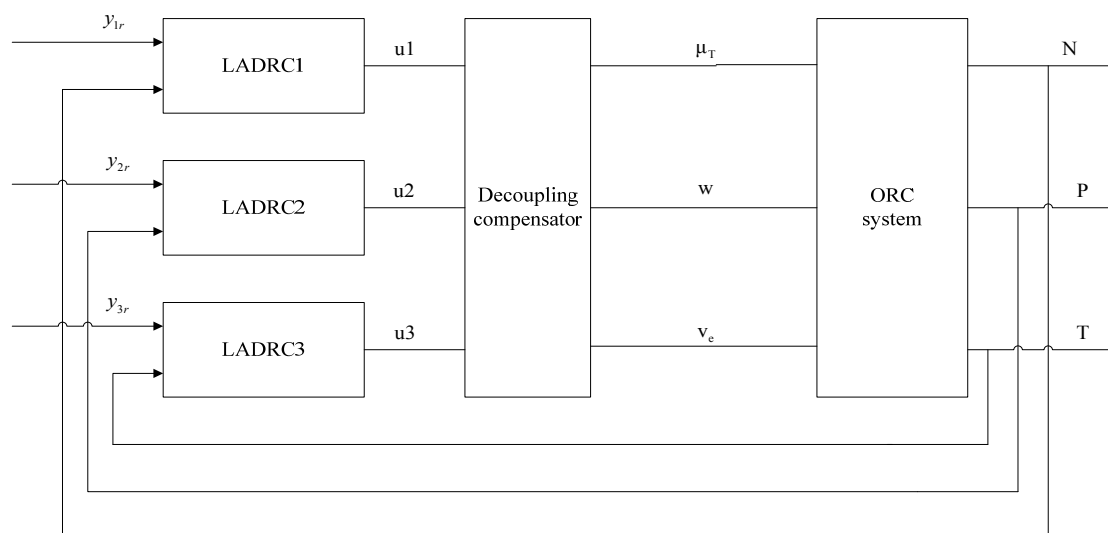 y1r
LADRC1
u1
μT
N
y2r
LADRC2
u2
Decoupling
compensator
w
ORC
system
P
y3r
LADRC3
u3
ve
T